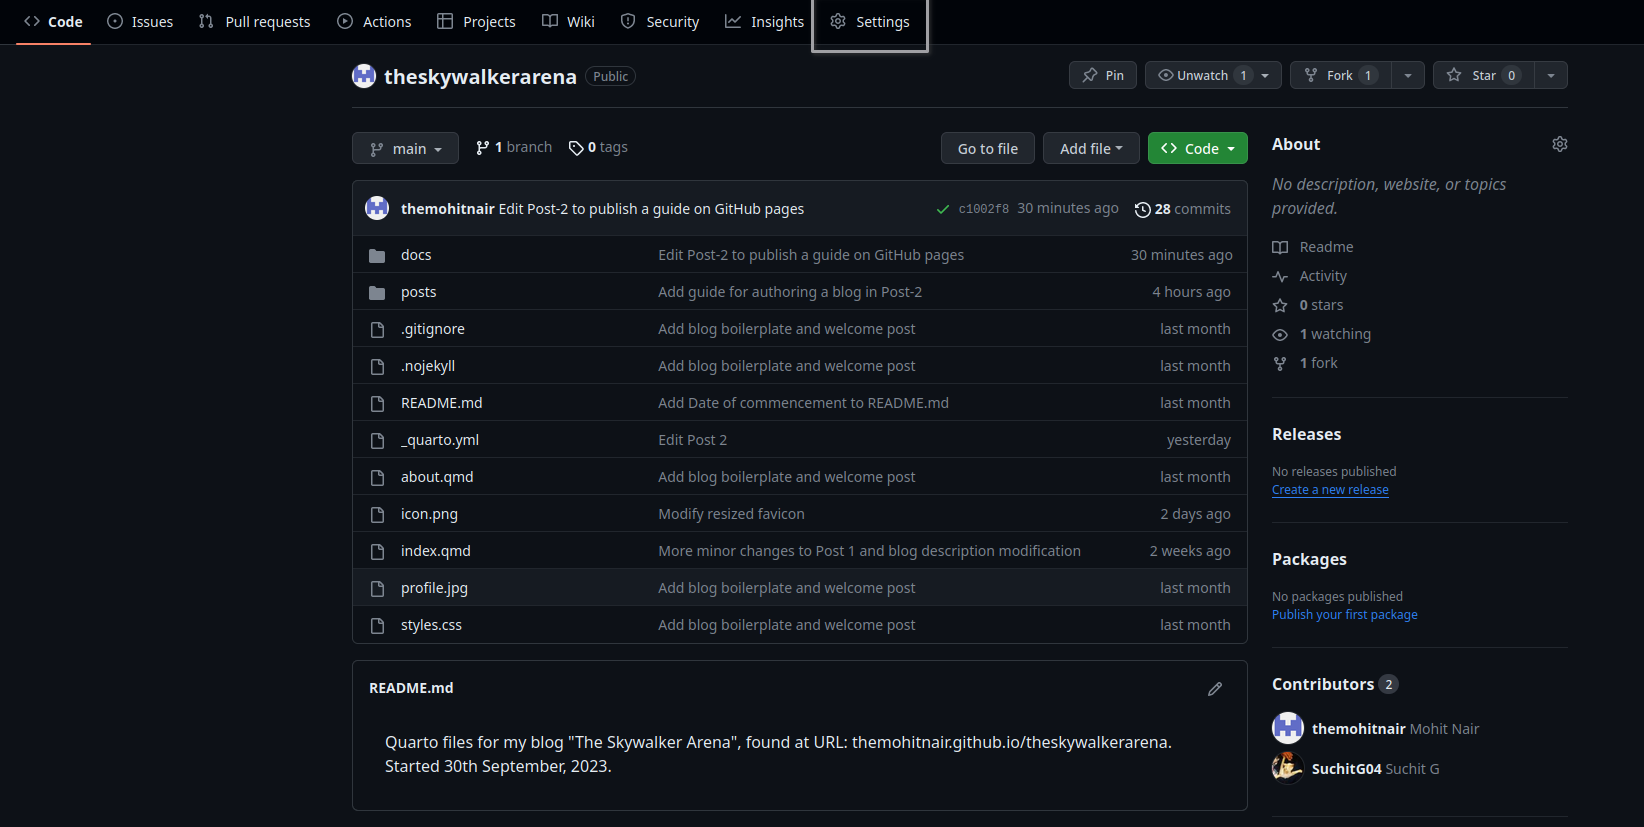 Code Issues Pull requests Actions Projects Wiki Security Insights Settings
theskywalkerarena Public Pin Unwatch 1 Fork 1 Star 0
main 1 branch 0 tags Go to file Add file Code
themohitnair Edit Post-2 to publish a guide on GitHub pages c1002f8 30 minutes ago 28 commits
docs Edit Post-2 to publish a guide on GitHub pages 30 minutes ago
posts Add guide for authoring a blog in Post-2 4 hours ago
.gitignore Add blog boilerplate and welcome post last month
.nojekyll Add blog boilerplate and welcome post last month
README.md Add Date of commencement to README.md last month
_quarto.yml Edit Post 2 yesterday
about.qmd Add blog boilerplate and welcome post last month
icon.png Modify resized favicon 2 days ago
index.qmd More minor changes to Post 1 and blog description modification 2 weeks ago
profile.jpg Add blog boilerplate and welcome post last month
styles.css Add blog boilerplate and welcome post last month
README.md
Quarto files for my blog "The Skywalker Arena", found at URL: themohitnair.github.io/theskywalkerarena.
Started 30th September, 2023.
About
No description, website, or topics
provided.
Readme
Activity
0 stars
1 watching
1 fork
Releases
No releases published
Create a new release
Packages
No packages published
Publish your first package
Contributors 2
themohitnair Mohit Nair
SuchitG04 Suchit G